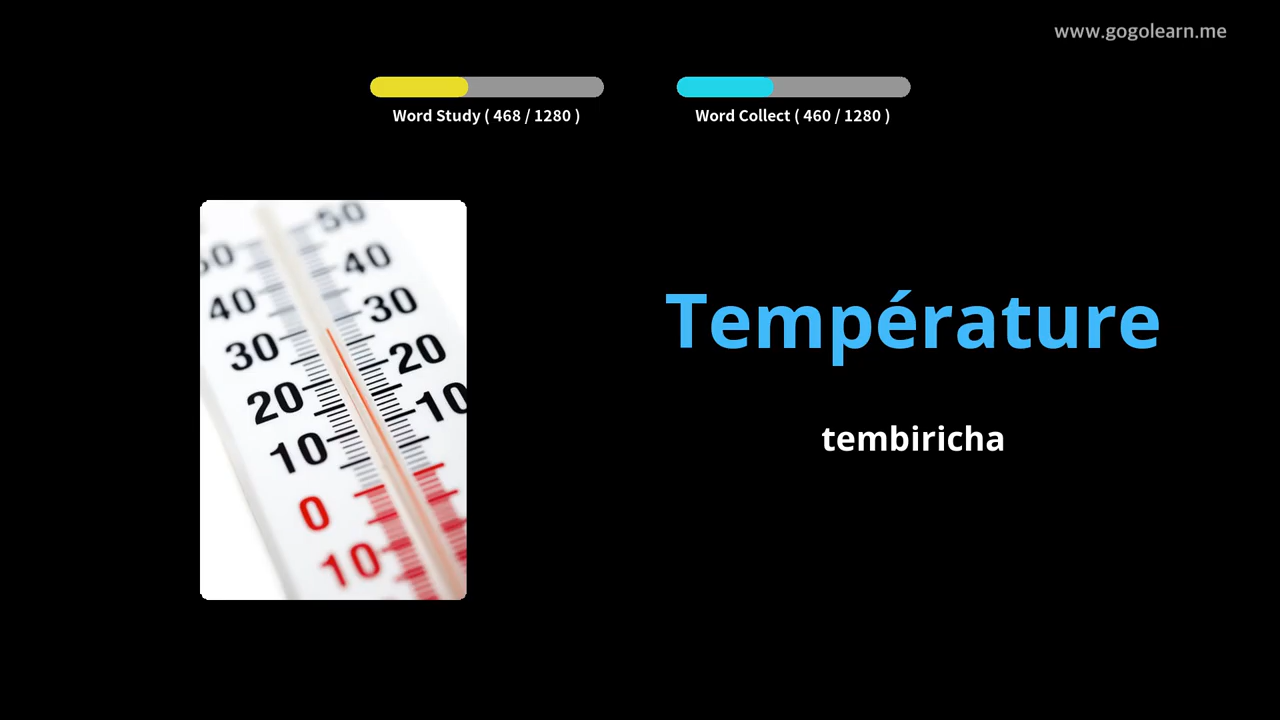 www.gogolearn.me
Word Study ( 468 / 1280 )
Word Collect ( 460 / 1280 )
50
40 40
30 30
20 20
10 10
0
10
Température
tembiricha